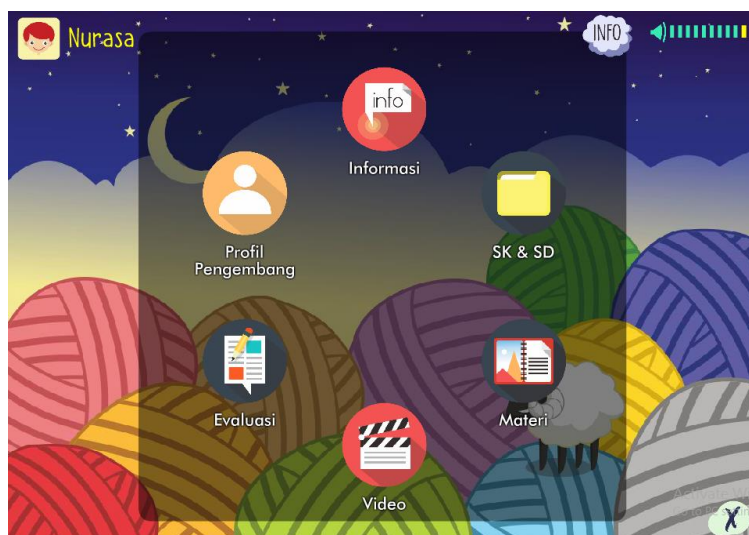 Nurasa
INFO
info
Informasi
Profil
Pengembang
SK & SD
Evaluasi
Materi
Video
X